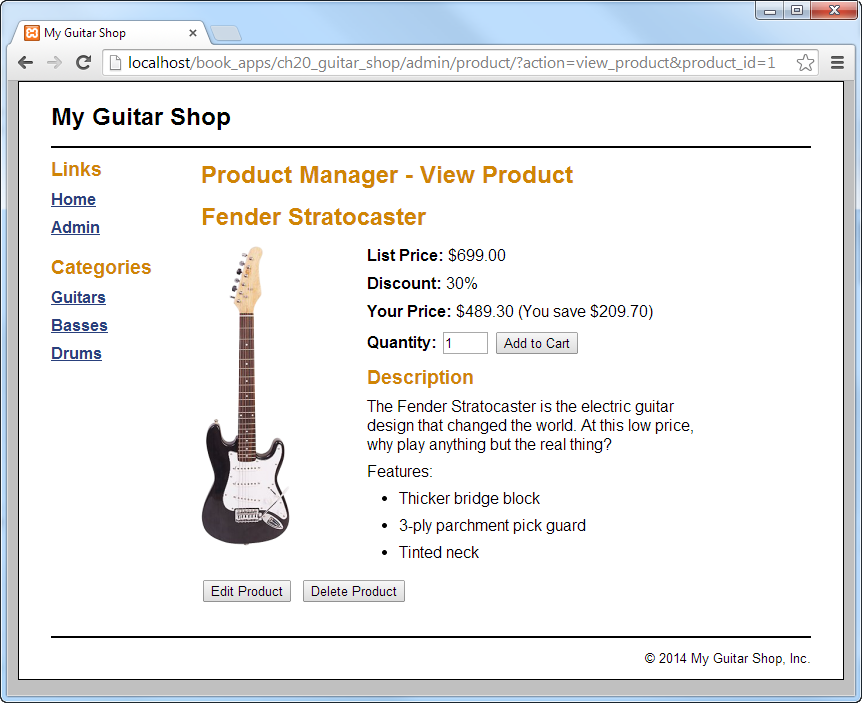 My Guitar Shop
localhost/book_apps/ch20_guitar_shop/admin/product/?action=view_product&product_id=1
My Guitar Shop
Links
Home
Admin
Categories
Guitars
Basses
Drums
Product Manager - View Product
Fender Stratocaster
List Price: $699.00
Discount: 30%
Your Price: $489.30 (You save $209.70)
Quantity: 1 Add to Cart
Description
The Fender Stratocaster is the electric guitar
design that changed the world. At this low price,
why play anything but the real thing?
Features:
• Thicker bridge block
• 3-ply parchment pick guard
• Tinted neck
Edit Product Delete Product
© 2014 My Guitar Shop, Inc.